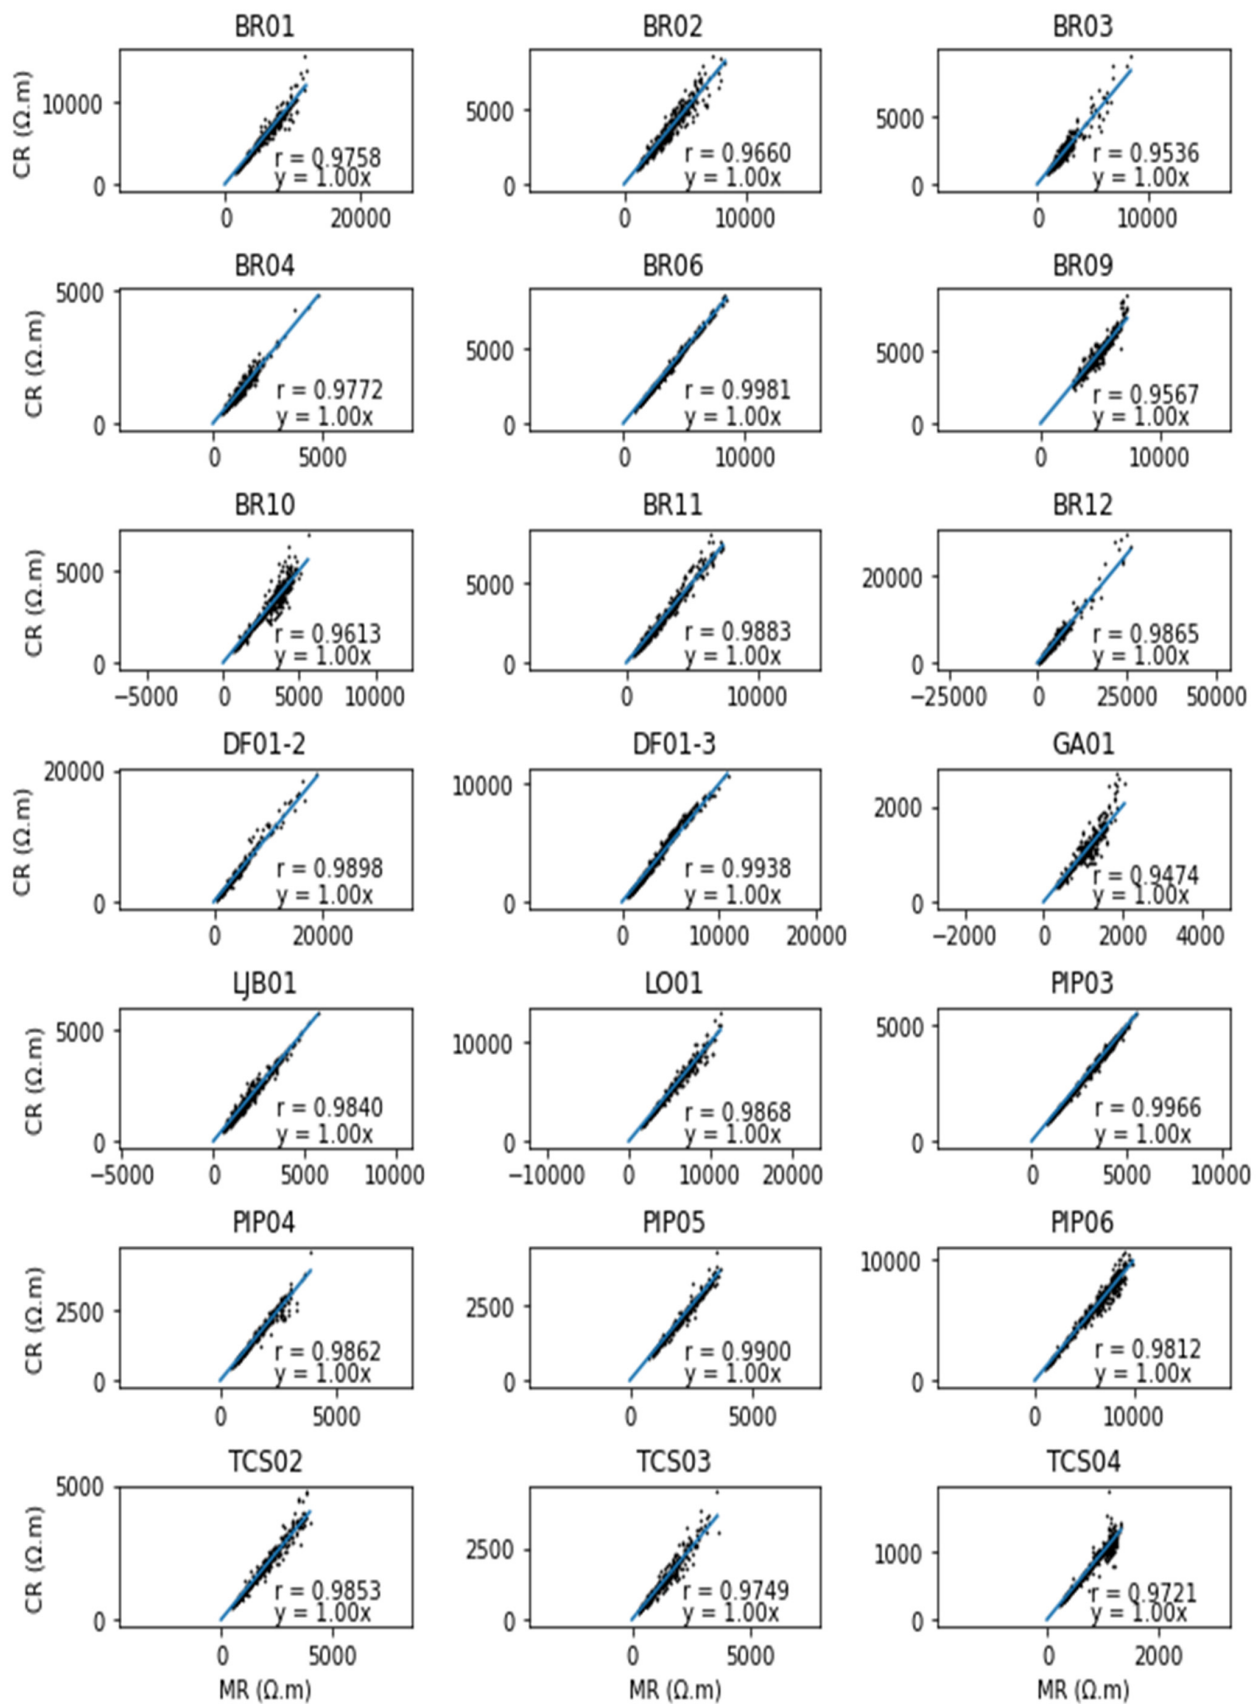 BR01 BR02 BR03
CR (Ω.m)
10000 5000 5000
r = 0.9758 r = 0.9660 r = 0.9536
y = 1.00x y = 1.00x y = 1.00x
0 0 0
0 20000 0 10000 0 10000
BR04 BR06 BR09
CR (Ω.m)
5000 5000 5000
r = 0.9772 r = 0.9981 r = 0.9567
y = 1.00x y = 1.00x y = 1.00x
0 0 0
0 5000 0 10000 0 10000
BR10 BR11 BR12
CR (Ω.m)
5000 5000 20000
r = 0.9613 r = 0.9883 r = 0.9865
y = 1.00x y = 1.00x y = 1.00x
0 0 0
−5000 0 5000 10000 0 10000 −25000 0 25000 50000
DF01-2 DF01-3 GA01
CR (Ω.m)
20000 10000 2000
r = 0.9898 r = 0.9938 r = 0.9474
y = 1.00x y = 1.00x y = 1.00x
0 0 0
0 20000 0 10000 20000 −2000 0 2000 4000
LJB01 LO01 PIP03
CR (Ω.m)
5000 10000 5000
r = 0.9840 r = 0.9868 r = 0.9966
y = 1.00x y = 1.00x y = 1.00x
0 0 0
−5000 0 5000 10000 −10000 0 10000 20000 0 5000 10000
PIP04 PIP05 PIP06
CR (Ω.m)
2500 2500 10000
r = 0.9862 r = 0.9900 r = 0.9812
y = 1.00x y = 1.00x y = 1.00x
0 0 0
0 5000 0 5000 0 10000
TCS02 TCS03 TCS04
CR (Ω.m)
5000 2500 1000
r = 0.9853 r = 0.9749 r = 0.9721
y = 1.00x y = 1.00x y = 1.00x
0 0 0
0 5000 0 5000 0 2000
MR (Ω.m) MR (Ω.m) MR (Ω.m)